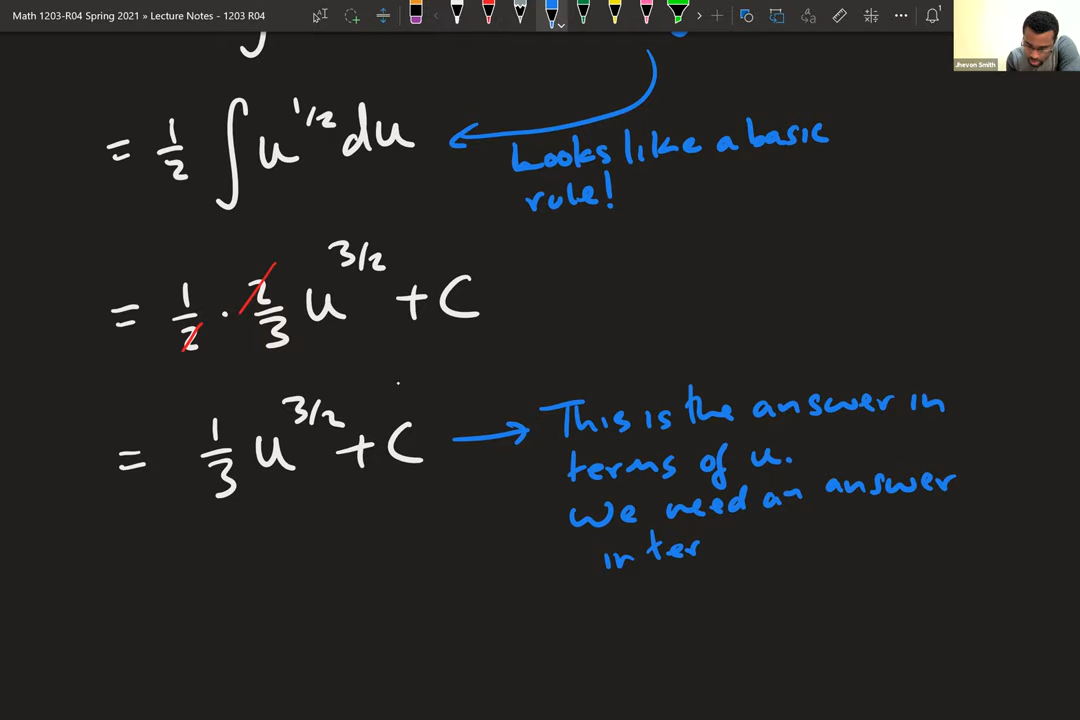 Math 1203-R04 Spring 2021 » Lecture Notes - 1203 R04
Jhevon Smith
= 1/2 ∫ u^1/2 du
Looks like a basic
rule!
= 1/2 · 2/3 u^3/2 + C
= 1/3 u^3/2 + C
This is the answer in
terms of u.
We need an answer
in ter